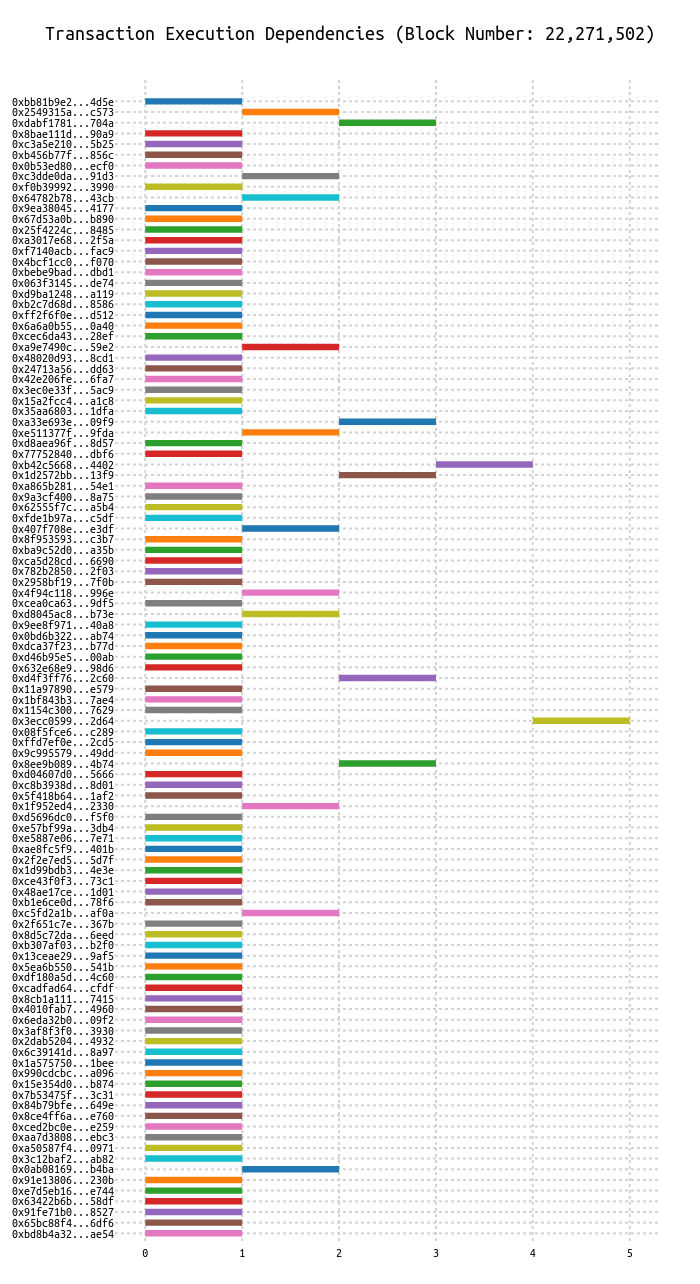 Transaction Execution Dependencies (Block Number: 22,271,502)
0xbb81b9e2...4d5e
0x2549315a...c573
0xdabf1781...704a
0x8bae111d...90a9
0xc3a5e210...5b25
0xb456b77f...856c
0x0b53ed80...ecf0
0xc3dde0da...91d3
0xf0b39992...3990
0x64782b78...43cb
0x9ea38045...4177
0x67d53a0b...b890
0x25f4224c...8485
0xa3017e68...2f5a
0xf7140acb...fac9
0x4bcf1cc0...f070
0xbebe9bad...dbd1
0x063f3145...de74
0xd9ba1248...a119
0xb2c7d68d...8586
0xff2f6f0e...d512
0x6a6a0b55...0a40
0xcec6da43...28ef
0xa9e7490c...59e2
0x48020d93...8cd1
0x24713a56...dd63
0x42e206fe...6fa7
0x3ec0e33f...5ac9
0x15a2fcc4...a1c8
0x35aa6803...1dfa
0xa33e693e...09f9
0xe511377f...9fda
0xd8aea96f...8d57
0x77752840...dbf6
0xb42c5668...4402
0x1d2572bb...13f9
0xa865b281...54e1
0x9a3cf400...8a75
0x62555f7c...a5b4
0xfde1b97a...c5df
0x407f708e...e3df
0x8f953593...c3b7
0xba9c52d0...a35b
0xca5d28cd...6690
0x782b2850...2f03
0x2958bf19...7f0b
0x4f94c118...996e
0xcea0ca63...9df5
0xd8045ac8...b73e
0x9ee8f971...40a8
0x0bd6b322...ab74
0xdca37f23...b77d
0xd46b95e5...00ab
0x632e68e9...98d6
0xd4f3ff76...2c60
0x11a97890...e579
0x1bf843b3...7ae4
0x1154c300...7629
0x3ecc0599...2d64
0x08f5fce6...c289
0xffd7ef0e...2cd5
0x9c995579...49dd
0x8ee9b089...4b74
0xd04607d0...5666
0xc8b3938d...8d01
0x5f418b64...1af2
0x1f952ed4...2330
0xd5696dc0...f5f0
0xe57bf99a...3db4
0xe5887e06...7e71
0xae8fc5f9...401b
0x2f2e7ed5...5d7f
0x1d99bdb3...4e3e
0xce43f0f3...73c1
0x48ae17ce...1d01
0xb1e6ce0d...78f6
0xc5fd2a1b...af0a
0x2f651c7e...367b
0x8d5c72da...6eed
0xb307af03...b2f0
0x13ceae29...9af5
0x5ea6b550...541b
0xdf180a5d...4c60
0xcadfad64...cfdf
0x8cb1a111...7415
0x4010fab7...4960
0x6eda32b0...09f2
0x3af8f3f0...3930
0x2dab5204...4932
0x6c39141d...8a97
0x1a575750...1bee
0x990cdcbc...a096
0x15e354d0...b874
0x7b53475f...3c31
0x84b79bfe...649e
0x8ce4ff6a...e760
0xced2bc0e...e259
0xaa7d3808...ebc3
0xa50587f4...0971
0x3c12baf2...ab82
0x0ab08169...b4ba
0x91e13806...230b
0xe7d5eb16...e744
0x63422b6b...58df
0x91fe71b0...8527
0x65bc88f4...6df6
0xbd8b4a32...ae54
0 1 2 3 4 5